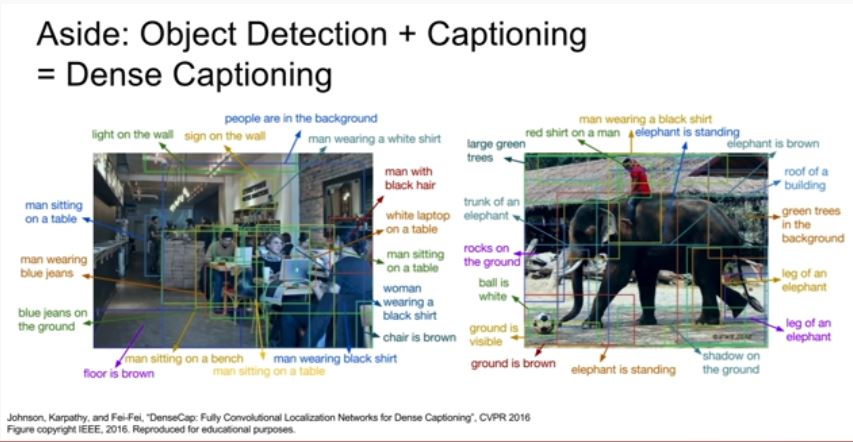 Aside: Object Detection + Captioning
= Dense Captioning
people are in the background
light on the wall
sign on the wall
man wearing a white shirt
man with
black hair
man sitting
on a table
white laptop
on a table
man wearing
blue jeans
man sitting
on a table
woman
wearing a
black shirt
blue jeans on
the ground
chair is brown
man sitting on a bench
man wearing black shirt
floor is brown
man sitting on a table
man wearing a black shirt
red shirt on a man
elephant is standing
large green
trees
elephant is brown
roof of a
building
trunk of an
elephant
green trees
in the
background
rocks on
the ground
leg of an
elephant
ball is
white
leg of an
elephant
ground is
visible
ground is brown
elephant is standing
shadow on
the ground
Johnson, Karpathy, and Fei-Fei, "DenseCap: Fully Convolutional Localization Networks for Dense Captioning", CVPR 2016
Figure copyright IEEE, 2016. Reproduced for educational purposes.